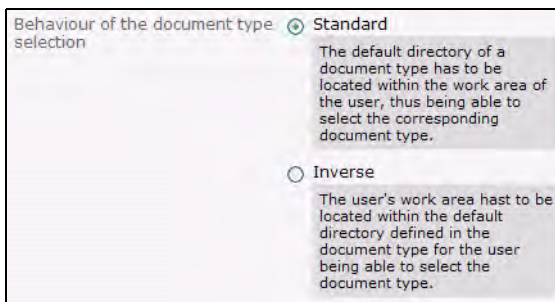 Behaviour of the document type
selection
Standard
The default directory of a
document type has to be
located within the work area of
the user, thus being able to
select the corresponding
document type.
Inverse
The user's work area hast to be
located within the default
directory defined in the
document type for the user
being able to select the
document type.